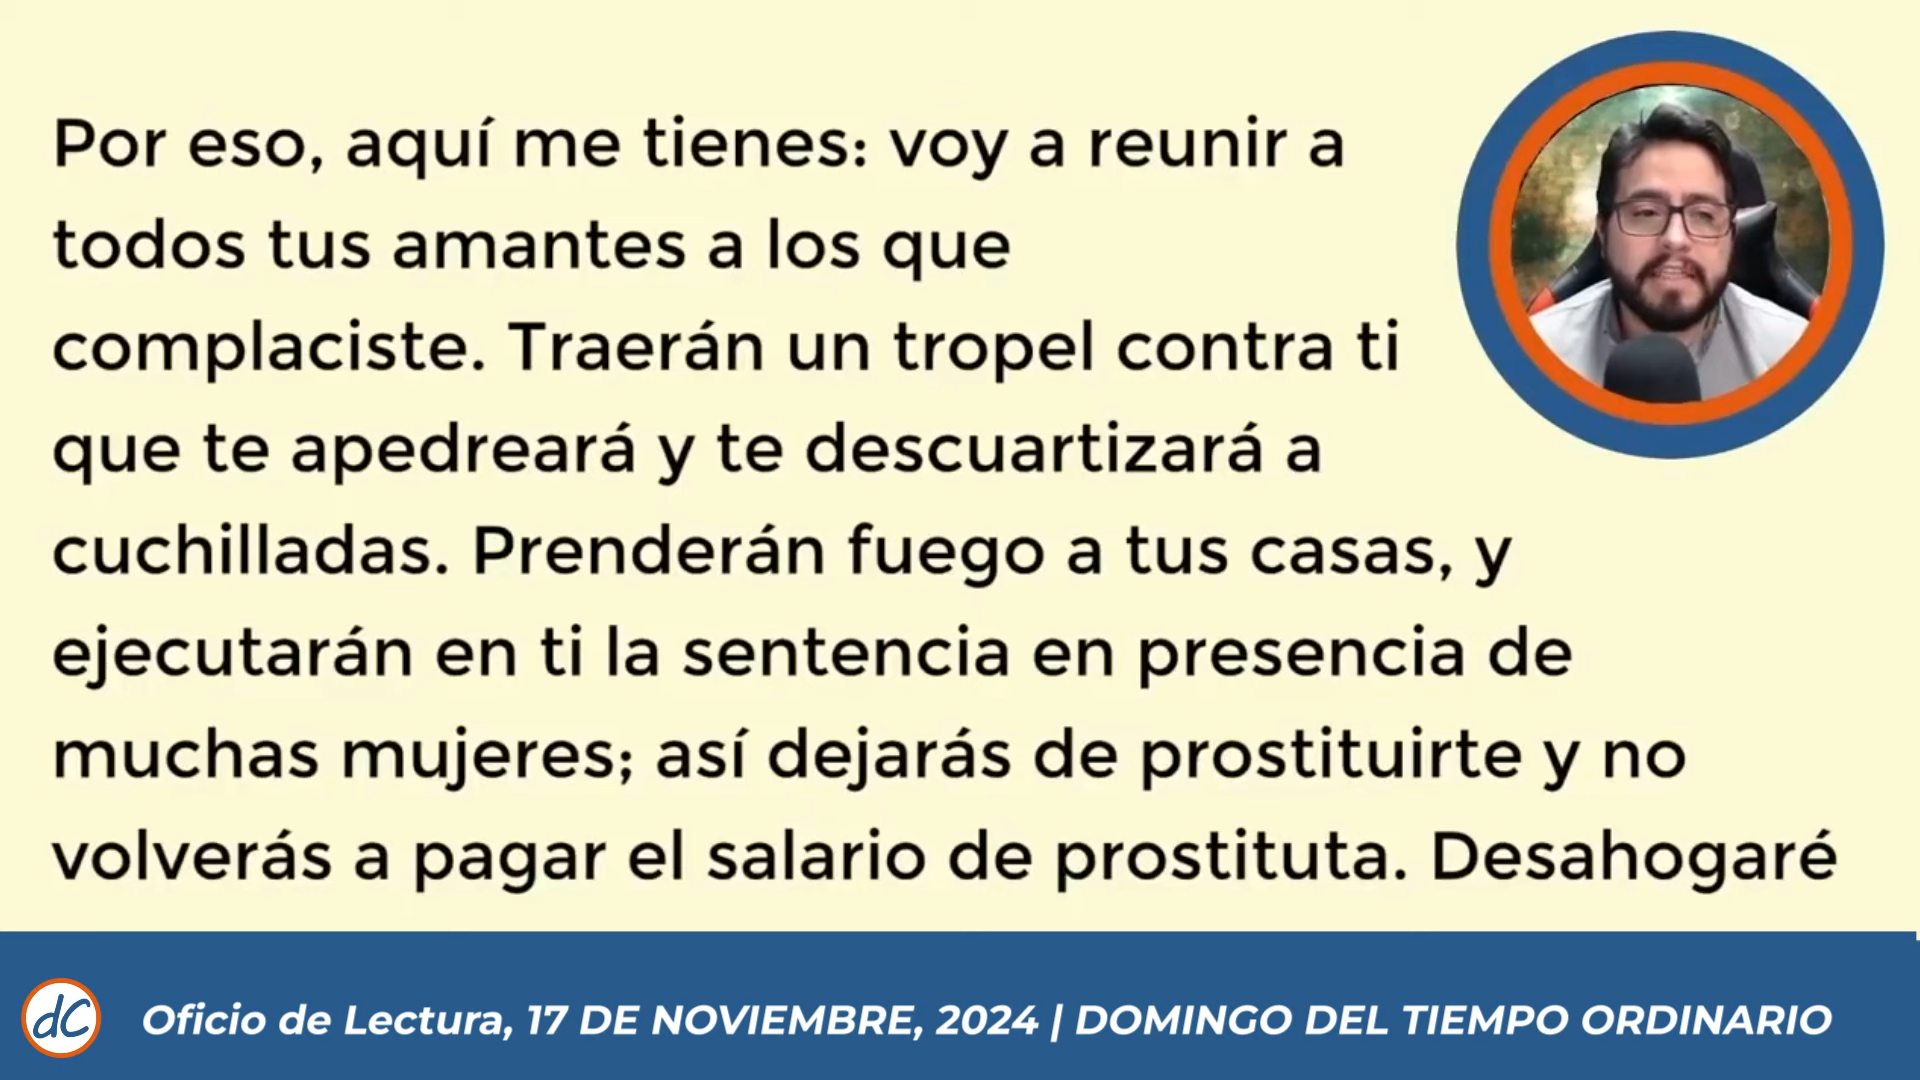 Por eso, aquí me tienes: voy a reunir a
todos tus amantes a los que
complaciste. Traerán un tropel contra ti
que te apedreará y te descuartizará a
cuchilladas. Prenderán fuego a tus casas, y
ejecutarán en ti la sentencia en presencia de
muchas mujeres; así dejarás de prostituirte y no
volverás a pagar el salario de prostituta. Desahogaré
dC
Oficio de Lectura, 17 DE NOVIEMBRE, 2024 | DOMINGO DEL TIEMPO ORDINARIO